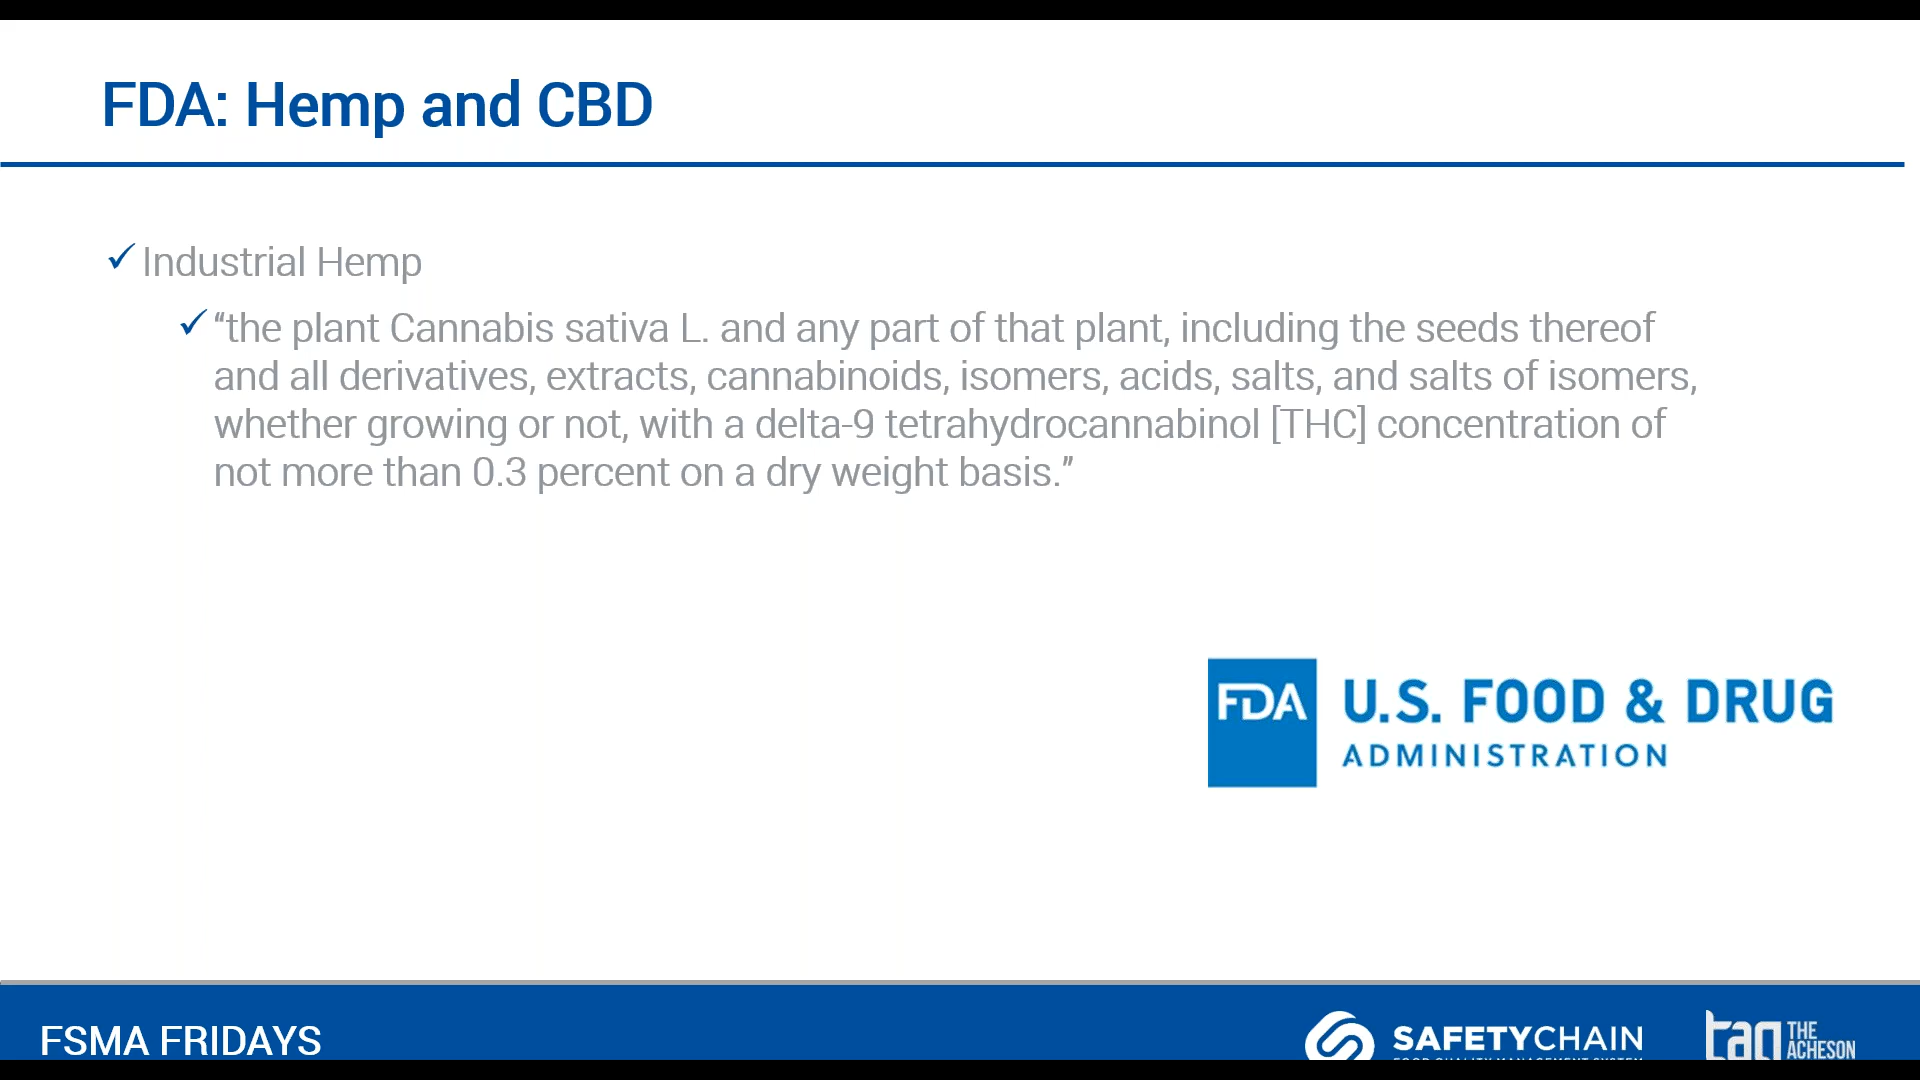 FDA: Hemp and CBD
Industrial Hemp
“the plant Cannabis sativa L. and any part of that plant, including the seeds thereof
and all derivatives, extracts, cannabinoids, isomers, acids, salts, and salts of isomers,
whether growing or not, with a delta-9 tetrahydrocannabinol [THC] concentration of
not more than 0.3 percent on a dry weight basis.”
FDA
U.S. FOOD & DRUG
ADMINISTRATION
FSMA FRIDAYS
SAFETYCHAIN
tag
THE
ACHESON